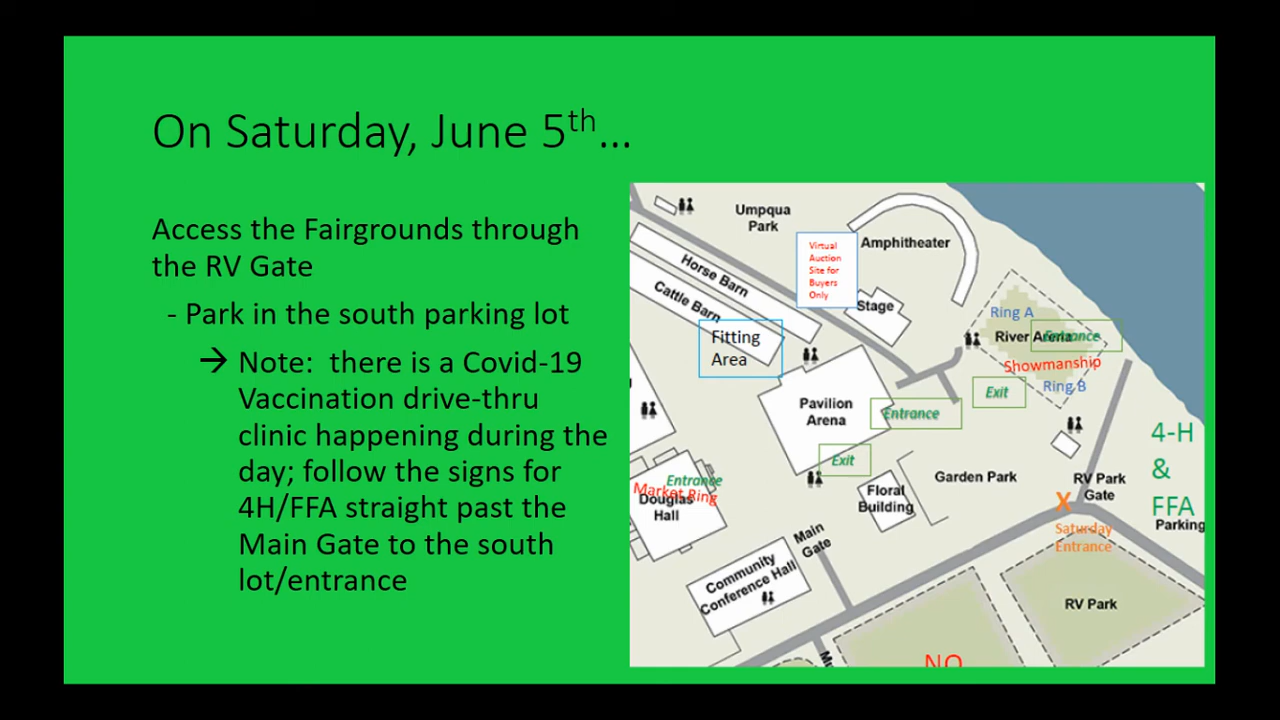 On Saturday, June 5th…
Access the Fairgrounds through
the RV Gate
- Park in the south parking lot
→ Note: there is a Covid-19
Vaccination drive-thru
clinic happening during the
day; follow the signs for
4H/FFA straight past the
Main Gate to the south
lot/entrance
Umpqua
Park
Amphitheater
Virtual
Auction
Site for
Buyers
Only
Horse Barn
Cattle Barn
Stage
Fitting
Area
Ring A
River Arena
Entrance
Showmanship
Ring B
Exit
Pavilion
Arena
Entrance
Exit
4-H
&
FFA
Parking
Entrance
Market Ring
Douglas
Hall
Floral
Building
Garden Park
RV Park
Gate
X
Saturday
Entrance
Main
Gate
Community
Conference Hall
RV Park
NO